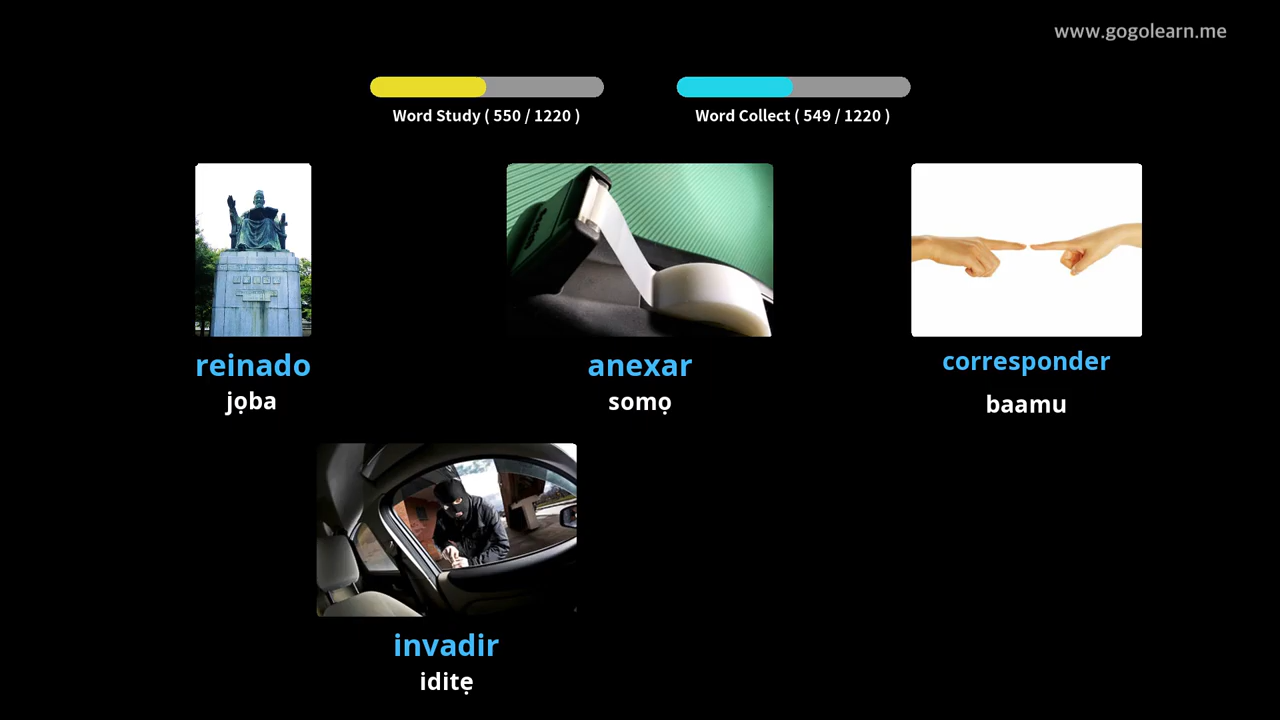 www.gogolearn.me
Word Study ( 550 / 1220 )
Word Collect ( 549 / 1220 )
reinado
jọba
anexar
somọ
corresponder
baamu
invadir
iditẹ